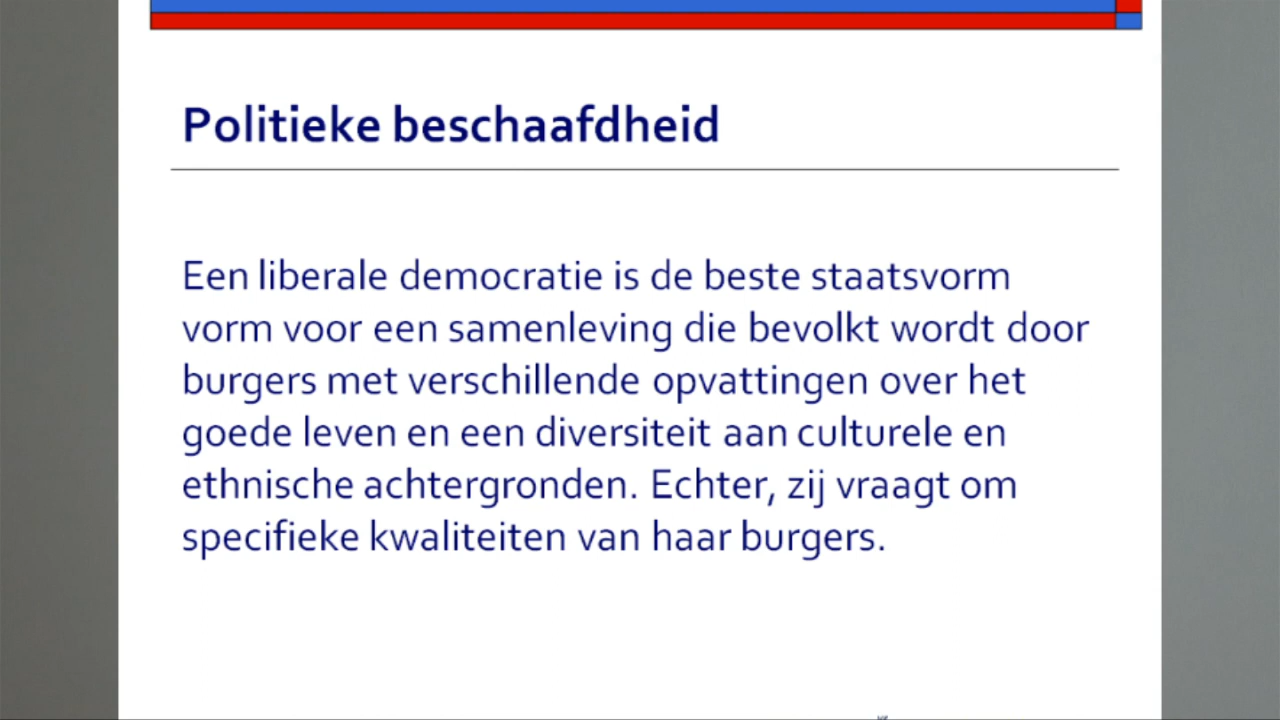 Politieke beschaafdheid
Een liberale democratie is de beste staatsvorm
vorm voor een samenleving die bevolkt wordt door
burgers met verschillende opvattingen over het
goede leven en een diversiteit aan culturele en
ethnische achtergronden. Echter, zij vraagt om
specifieke kwaliteiten van haar burgers.